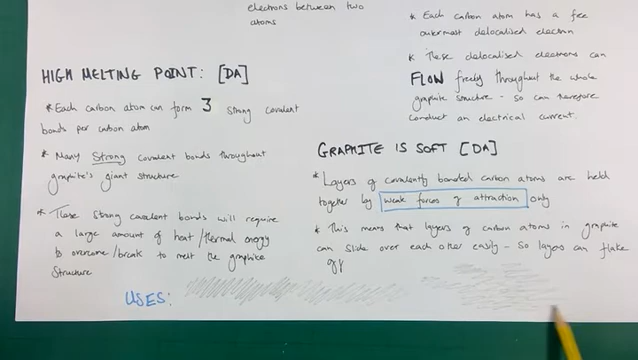 electrons between two
atoms
HIGH MELTING POINT: [DA]
* Each carbon atom can form 3 strong covalent
bonds per carbon atom
* Many Strong covalent bonds throughout
graphite's giant structure
* These strong covalent bonds will require
a large amount of heat/thermal energy
to overcome/break to melt the graphite
structure
USES:
* Each carbon atom has a free
outermost delocalised electron
* These delocalised electrons can
FLOW freely throughout the whole
graphite structure - so can therefore
conduct an electrical current.
GRAPHITE IS SOFT [DA]
* Layers of covalently bonded carbon atoms are held
together by weak forces of attraction only
* This means that layers of carbon atoms in graphite
can slide over each other easily - so layers can flake
off